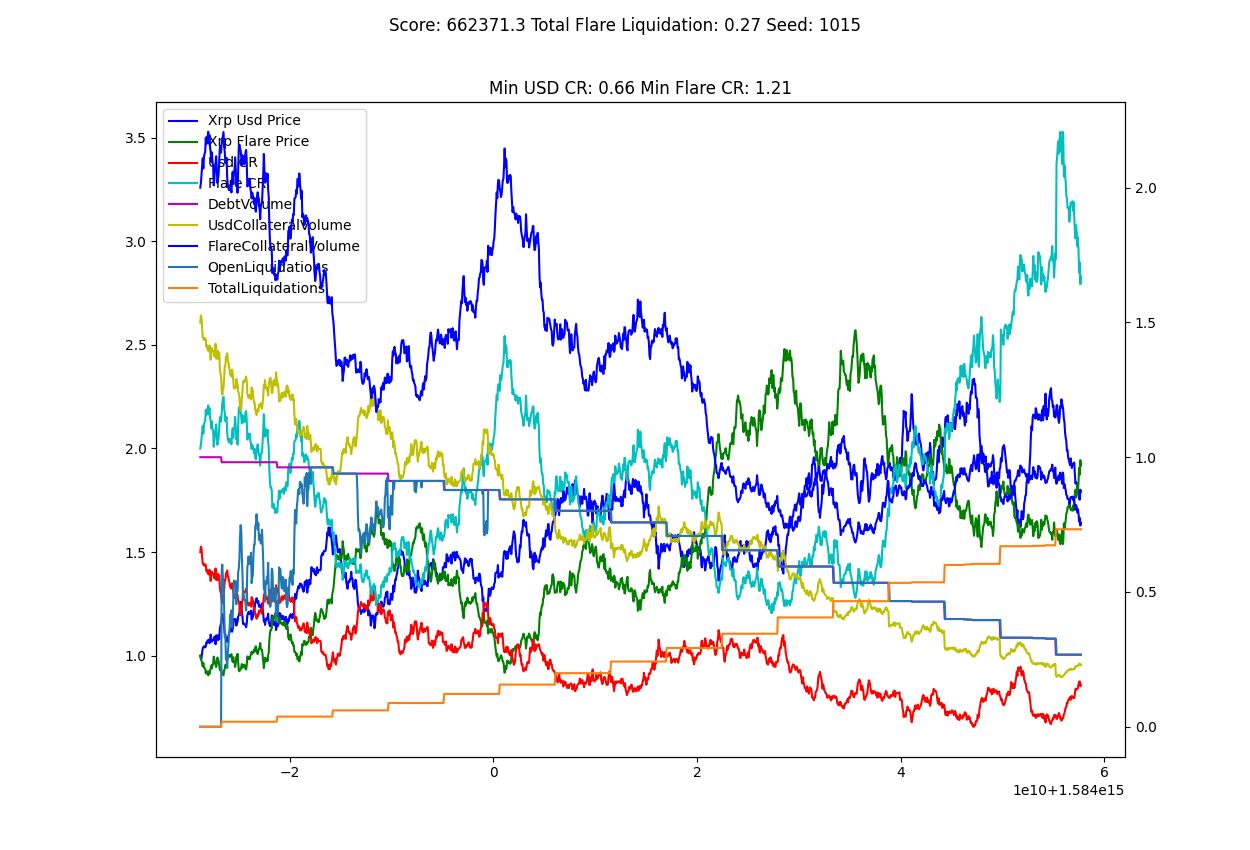 Score: 662371.3 Total Flare Liquidation: 0.27 Seed: 1015
Min USD CR: 0.66 Min Flare CR: 1.21
Xrp Usd Price
Xrp Flare Price
Usd CR
Flare CR
DebtVolume
UsdCollateralVolume
FlareCollateralVolume
OpenLiquidations
TotalLiquidations
3.5
3.0
2.5
2.0
1.5
1.0
2.0
1.5
1.0
0.5
0.0
−2
0
2
4
6
1e10+1.584e15